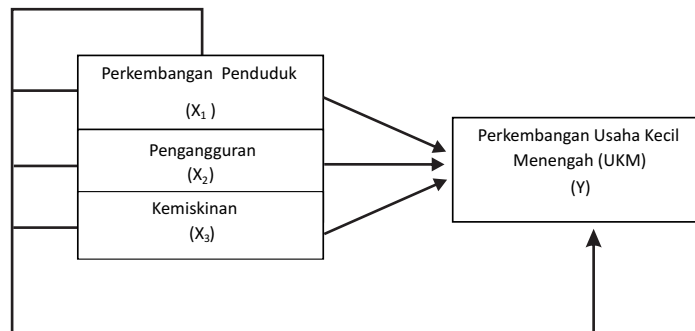 Perkembangan Penduduk
(X₁ )
Pengangguran
(X₂)
Kemiskinan
(X₃)
Perkembangan Usaha Kecil
Menengah (UKM)
(Y)